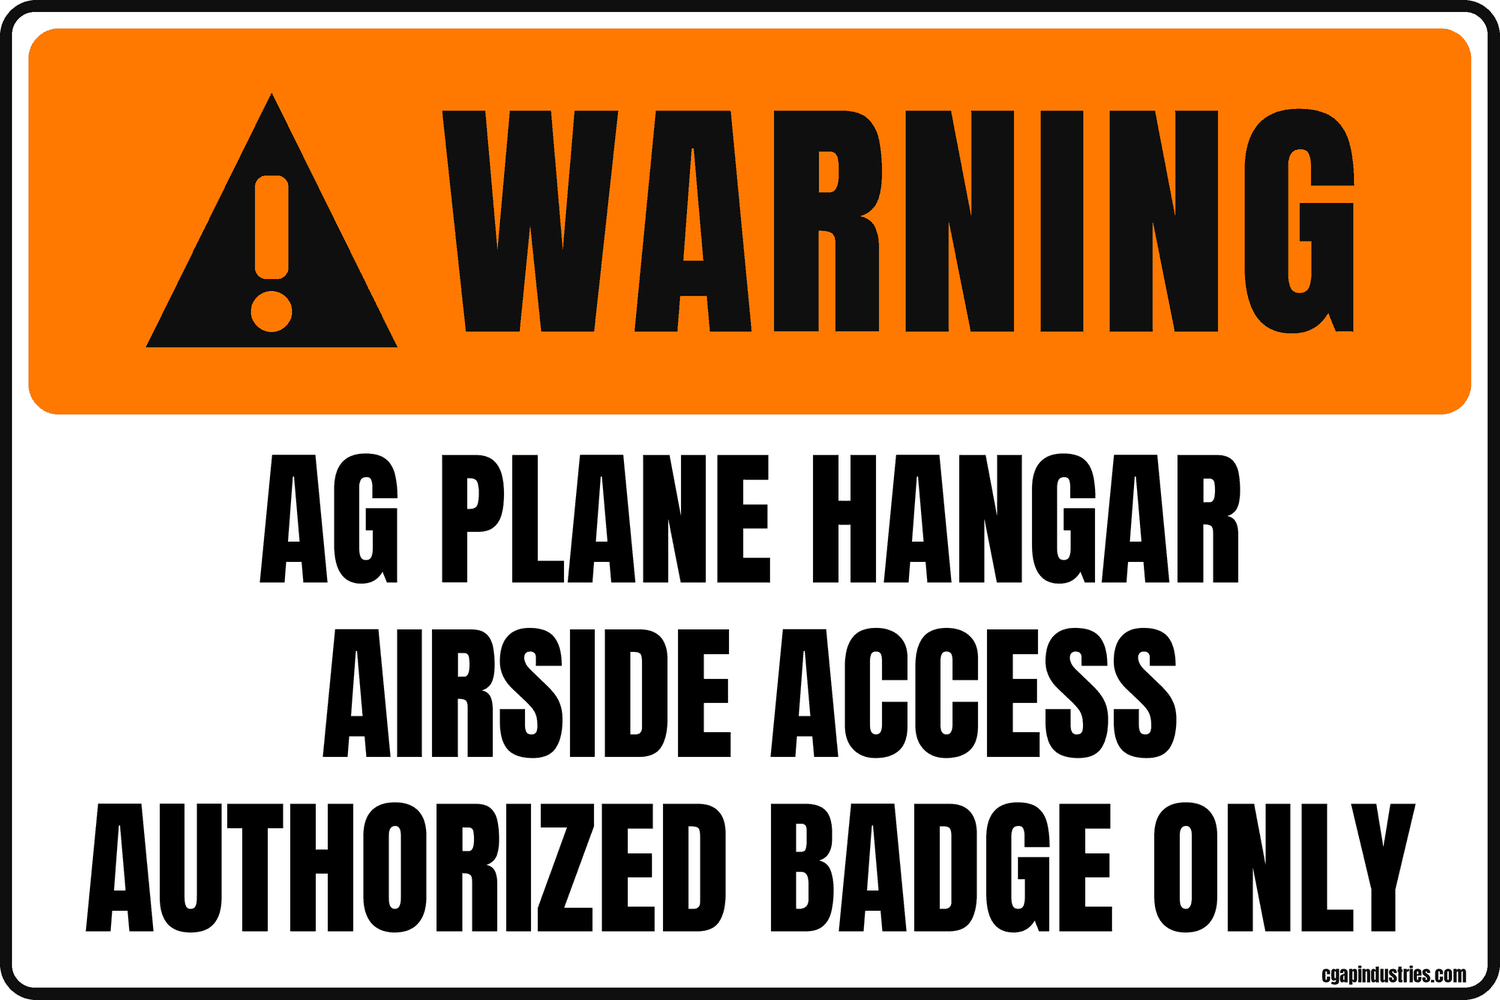 WARNING
AG PLANE HANGAR
AIRSIDE ACCESS
AUTHORIZED BADGE ONLY
cgapindustries.com